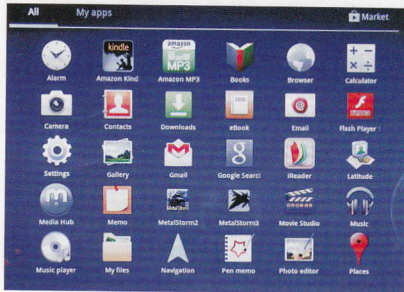 All My apps Market
kindle amazon MP3
Alarm Amazon Kind Amazon MP3 Books Browser Calculator
Camera Contacts Downloads eBook Email Flash Player
Settings Gallery Gmail Google Searcl iReader Latitude
Media Hub Memo MetalStorm2 MetalStorm3 Movie Studio Music
Music player My files Navigation Pen memo Photo editor Places